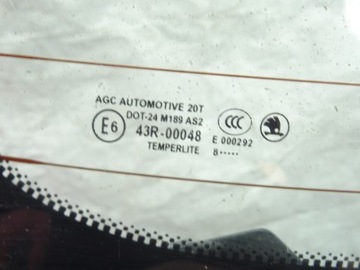 AGC AUTOMOTIVE 20T
DOT-24 M189 AS2
E6 43R-00048
CCC E 000292
TEMPERLITE 8·····